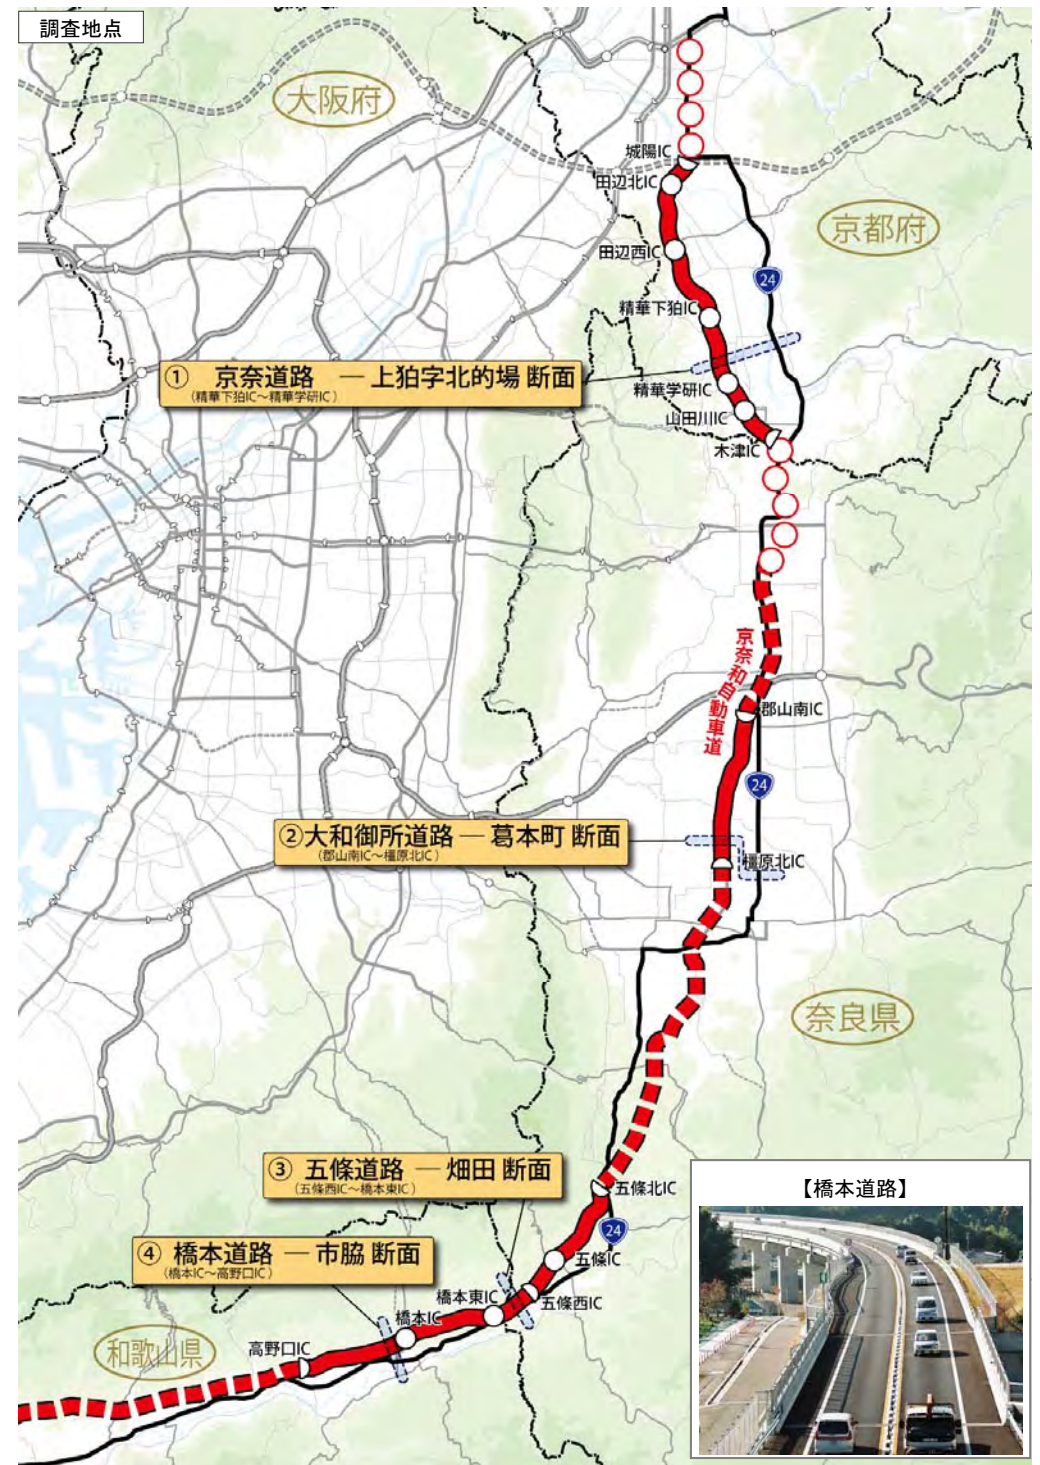 調査地点
大阪府
城陽IC
田辺北IC
京都府
田辺西IC
24
精華下狛IC
① 京奈道路 ― 上狛字北的場 断面
（精華下狛IC～精華学研IC）
精華学研IC
山田川IC
木津IC
京奈和自動車道
郡山南IC
24
②大和御所道路 ― 葛本町 断面
（郡山南IC～橿原北IC）
橿原北IC
奈良県
③ 五條道路 ― 畑田 断面
（五條西IC～橋本東IC）
五條北IC
24
④ 橋本道路 ― 市脇 断面
（橋本IC～高野口IC）
五條IC
橋本東IC
五條西IC
橋本IC
高野口IC
和歌山県
【橋本道路】